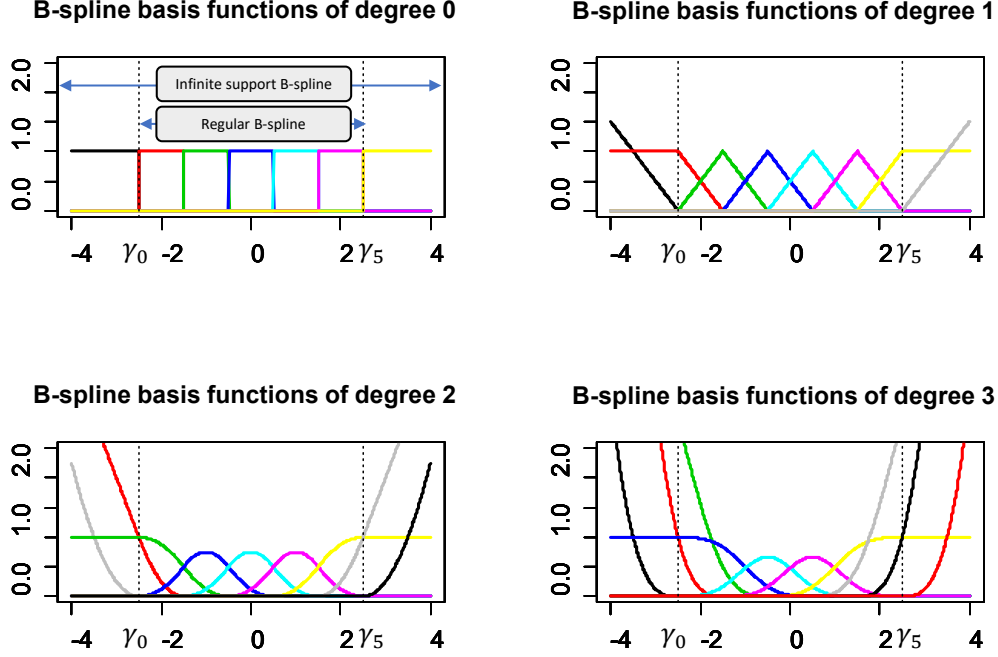 B-spline basis functions of degree 0
2.0
1.0
0.0
Infinite support B-spline
Regular B-spline
-4 γ0 -2 0 2 γ5 4
B-spline basis functions of degree 1
2.0
1.0
0.0
-4 γ0 -2 0 2 γ5 4
B-spline basis functions of degree 2
2.0
1.0
0.0
-4 γ0 -2 0 2 γ5 4
B-spline basis functions of degree 3
2.0
1.0
0.0
-4 γ0 -2 0 2 γ5 4